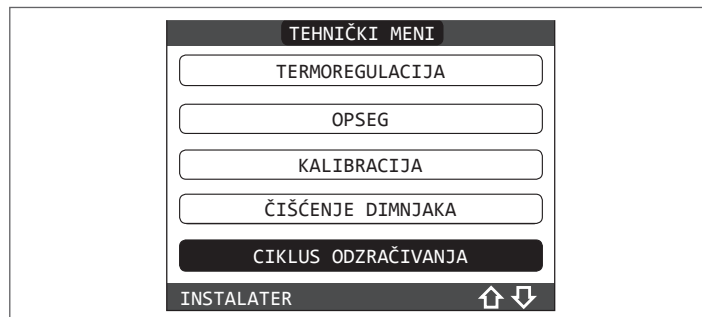 TEHNIČKI MENI
TERMOREGULACIJA
OPSEG
KALIBRACIJA
ČIŠĆENJE DIMNJAKA
CIKLUS ODZRAČIVANJA
INSTALATER